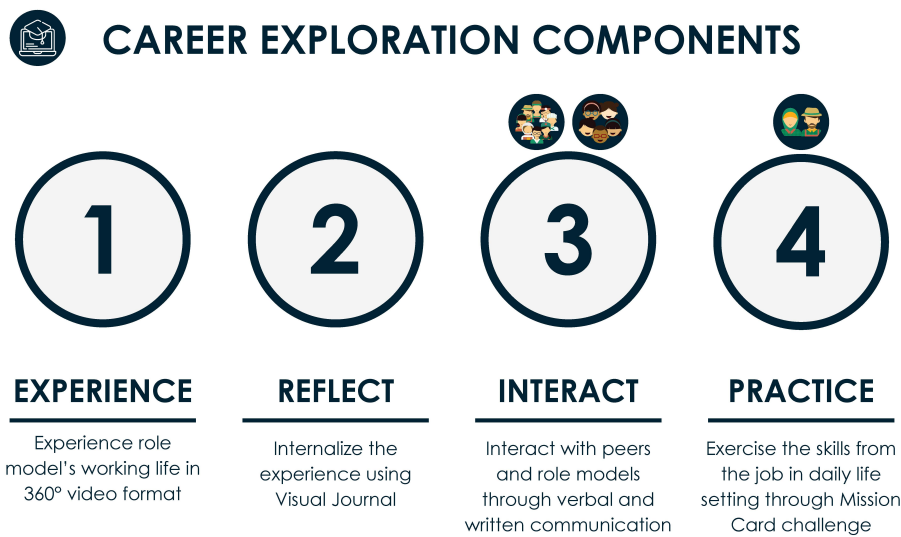 CAREER EXPLORATION COMPONENTS
1
2
3
4
EXPERIENCE
Experience role
model's working life in
360° video format
REFLECT
Internalize the
experience using
Visual Journal
INTERACT
Interact with peers
and role models
through verbal and
written communication
PRACTICE
Exercise the skills from
the job in daily life
setting through Mission
Card challenge